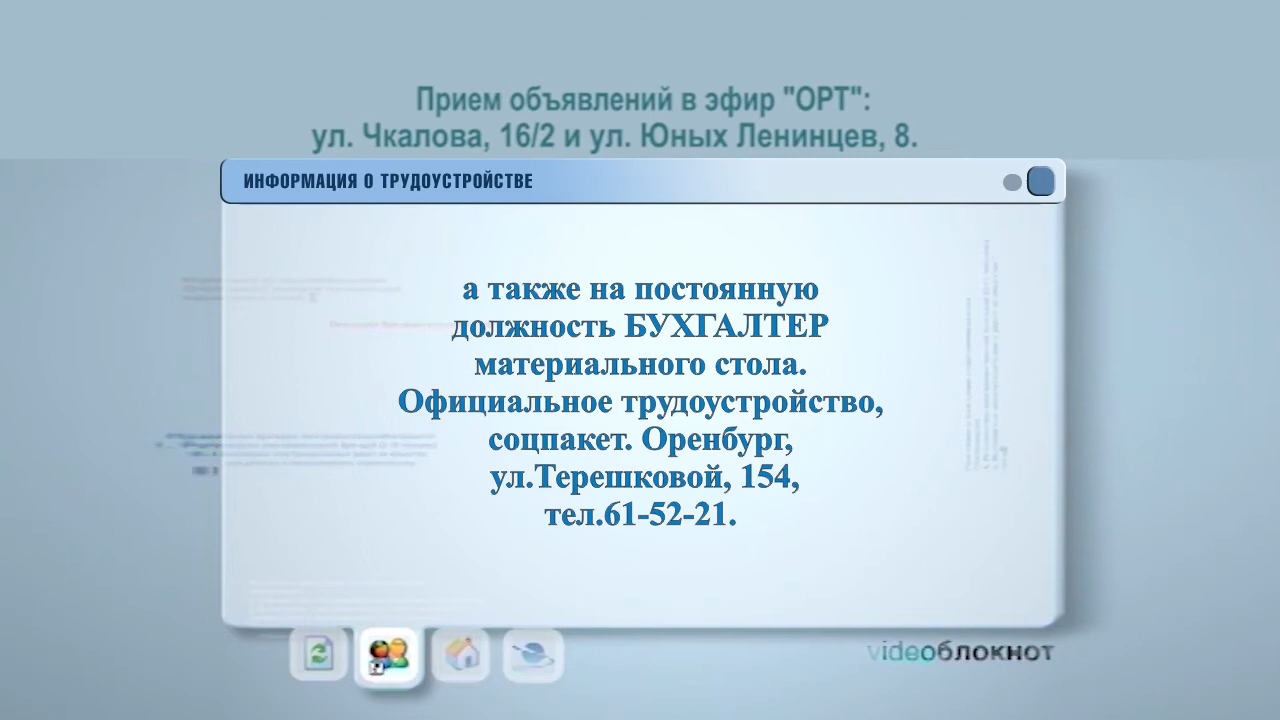 Прием объявлений в эфир "ОРТ":
ул. Чкалова, 16/2 и ул. Юных Ленинцев, 8.
ИНФОРМАЦИЯ О ТРУДОУСТРОЙСТВЕ
а также на постоянную
должность БУХГАЛТЕР
материального стола.
Официальное трудоустройство,
соцпакет. Оренбург,
ул.Терешковой, 154,
тел.61-52-21.
videoблокнот